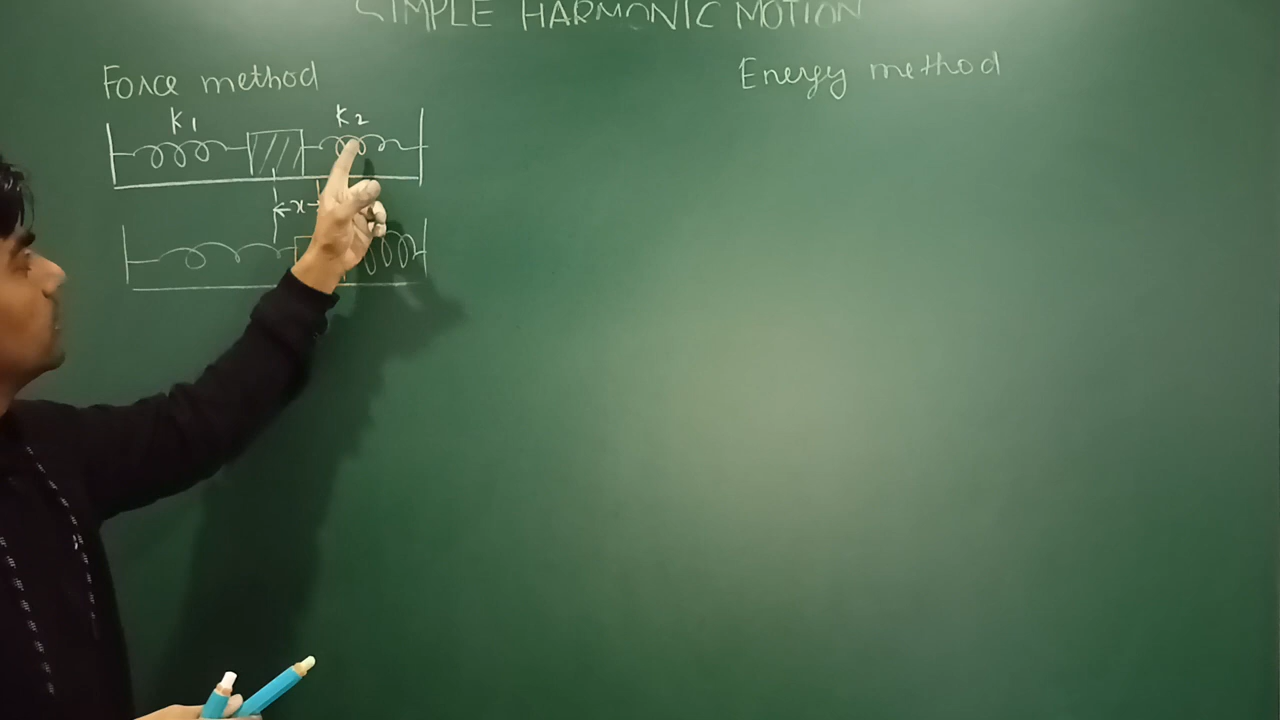 SIMPLE HARMONIC MOTION
Force method
Energy method
K1
K2
x